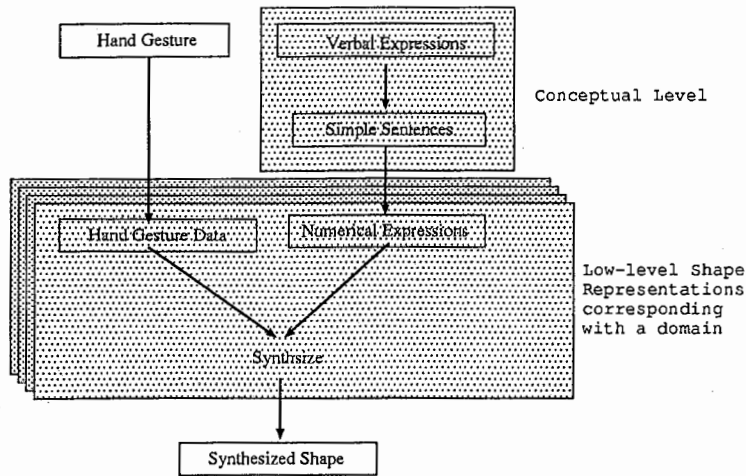 Hand Gesture
Verbal Expressions
Conceptual Level
Simple Sentences
Hand Gesture Data
Numerical Expressions
Low-level Shape
Representations
corresponding
with a domain
Synthsize
Synthesized Shape